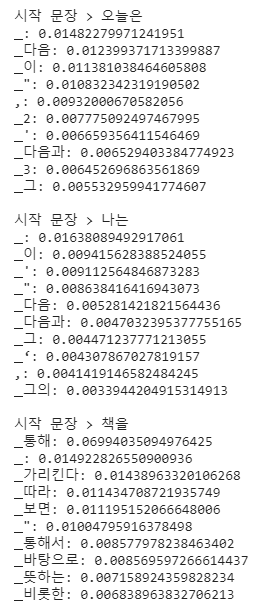 시작 문장 > 오늘은
_: 0.01482279971241951
_다음: 0.012399371713399887
_이: 0.011381038464605808
_": 0.010832342319190502
,: 0.00932000670582056
_2: 0.007775092497467995
_': 0.006659356411546469
_다음과: 0.006529403384774923
_3: 0.006452696863561869
_그: 0.005532959941774607

시작 문장 > 나는
_: 0.01638089492917061
_이: 0.009415628388524055
_': 0.009112564846873283
_": 0.008638416416943073
_다음: 0.005281421821564436
_다음과: 0.0047032395377755165
_그: 0.004471237771213055
_‘: 0.004307867027819157
,: 0.0041419146582484245
_그의: 0.0033944204915314913

시작 문장 > 책을
_통해: 0.06994035094976425
_: 0.014922826550900936
_가리킨다: 0.01438963320106268
_따라: 0.011434708721935749
_보면: 0.011195152066648006
_": 0.01004795916378498
_통해서: 0.008577978238463402
_바탕으로: 0.008569597266614437
_뜻하는: 0.007158924359828234
_비롯한: 0.006838963832706213